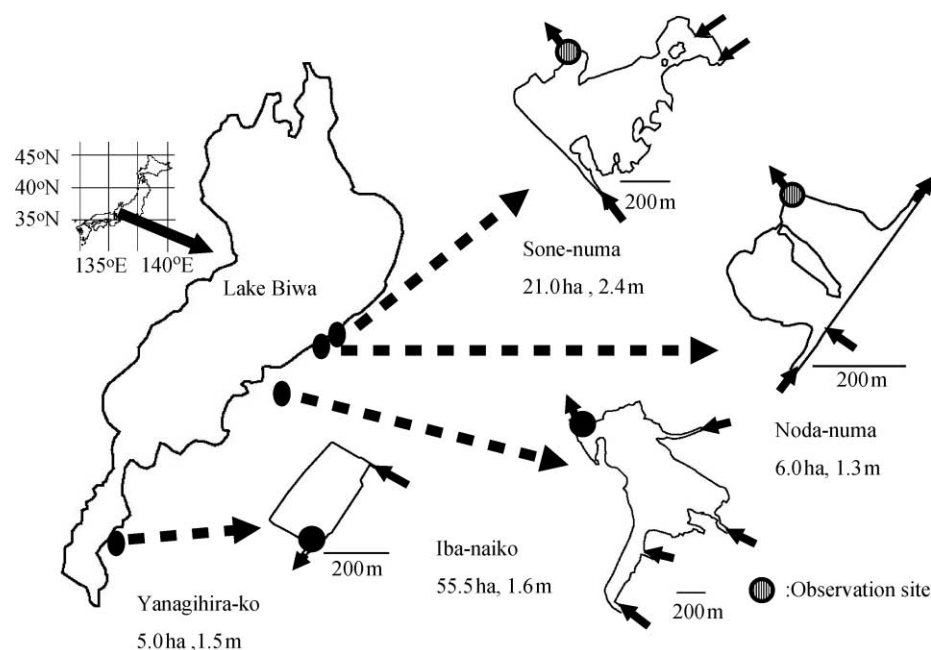 45°N
40°N
35°N
135°E 140°E
Lake Biwa
200m
Sone-numa
21.0ha , 2.4m
200m
Noda-numa
6.0ha, 1.3m
200m
Iba-naiko
55.5ha, 1.6m
200m
Yanagihira-ko
5.0ha ,1.5m
:Observation site